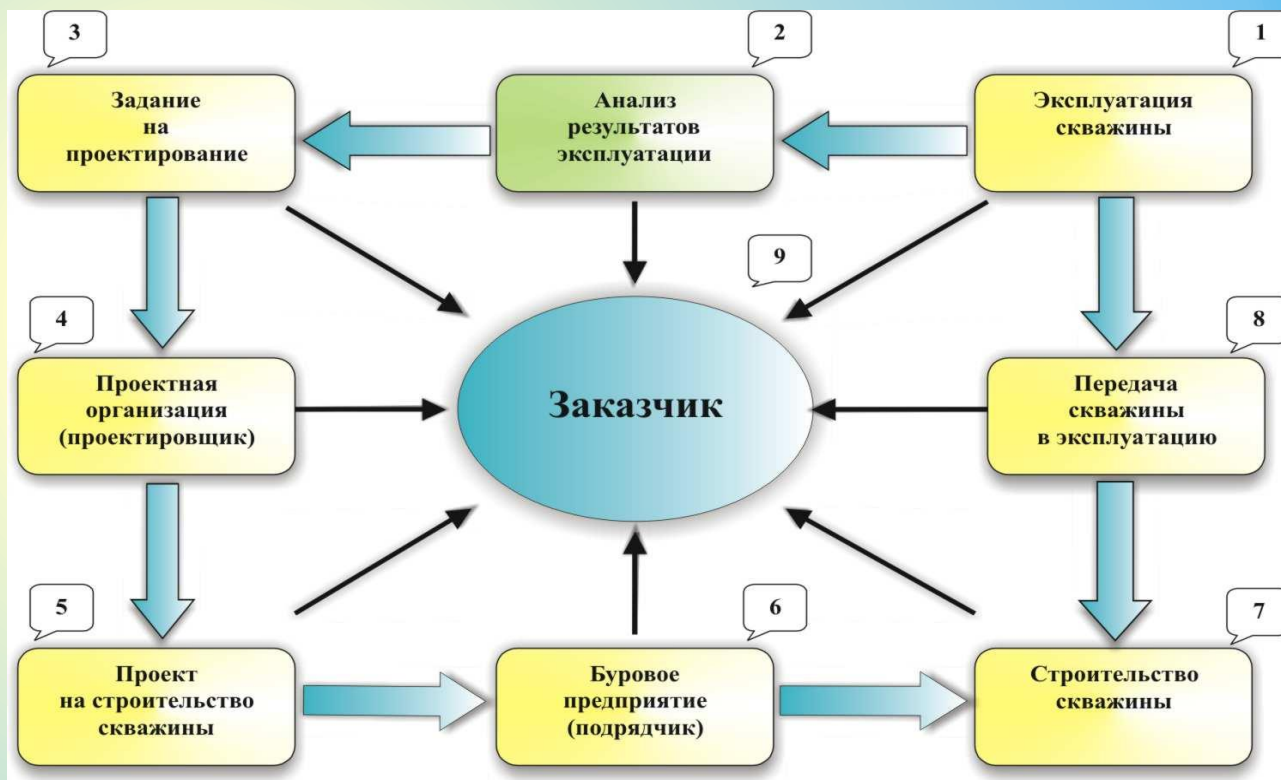 3
2
1
Задание
на
проектирование
Анализ
результатов
эксплуатации
Эксплуатация
скважины
9
4
8
Проектная
организация
(проектировщик)
Заказчик
Передача
скважины
в эксплуатацию
5
6
7
Проект
на строительство
скважины
Буровое
предприятие
(подрядчик)
Строительство
скважины